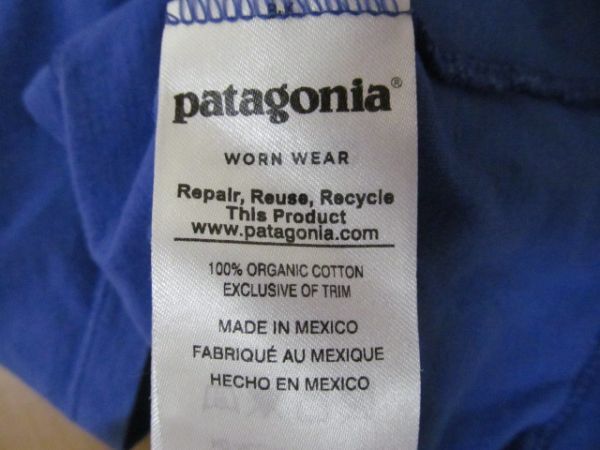 patagonia®
WORN WEAR
Repair, Reuse, Recycle
This Product
www.patagonia.com
100% ORGANIC COTTON
EXCLUSIVE OF TRIM
MADE IN MEXICO
FABRIQUÉ AU MEXIQUE
HECHO EN MEXICO